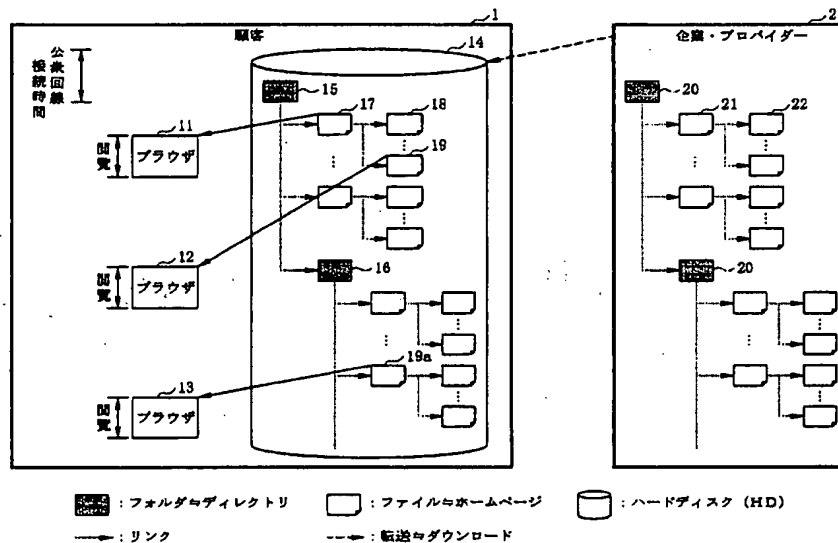 1
顧客
2
企業・プロバイダー
公衆回線
接続時間
14
15
17
18
19
11
ブラウザ
閲覧
12
ブラウザ
閲覧
16
19a
13
ブラウザ
閲覧
20
21
22
20
:フォルダ≒ディレクトリ
:ファイル≒ホームページ
:ハードディスク(HD)
:リンク
:転送≒ダウンロード